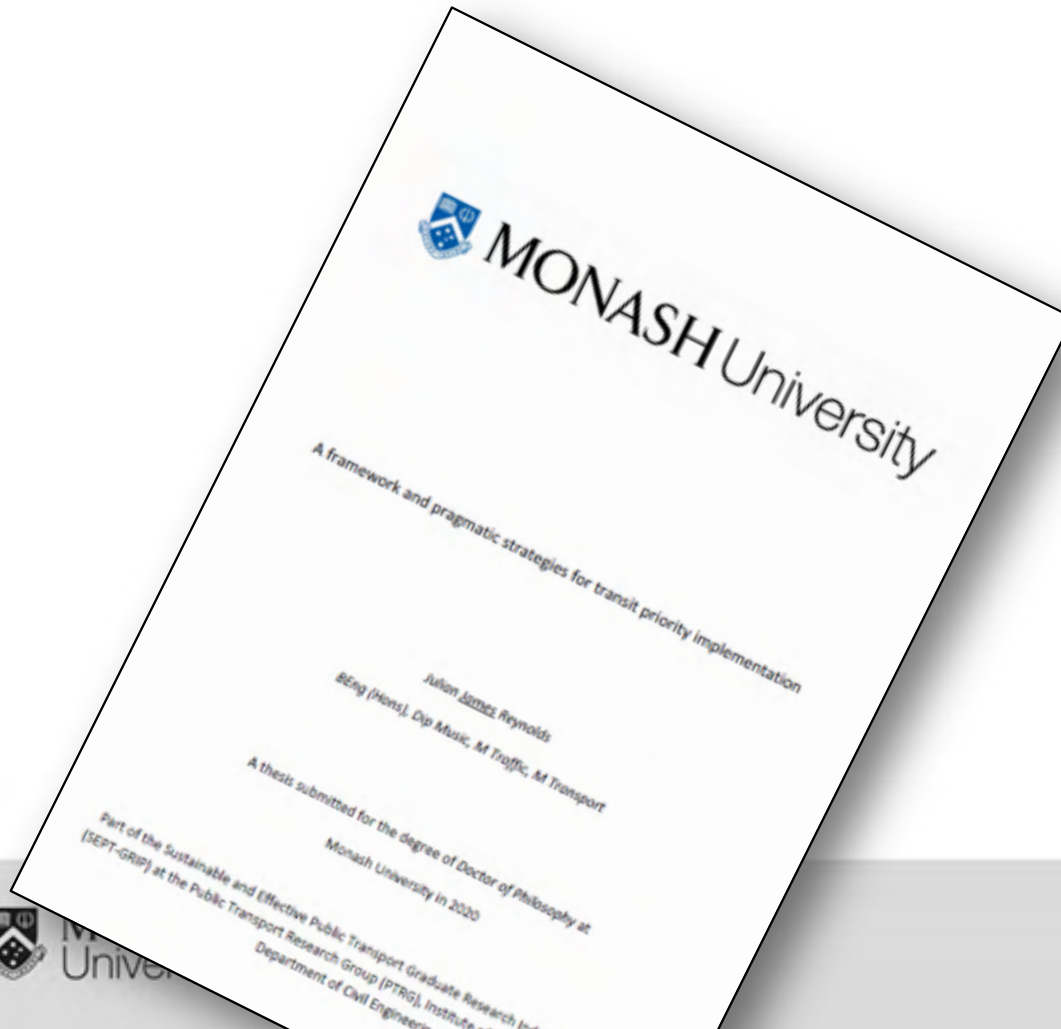 MONASH University
A framework and pragmatic strategies for transit priority implementation
Julian James Reynolds
BEng (Hons), Dip Music, M Traffic, M Transport
A thesis submitted for the degree of Doctor of Philosophy at
Monash University in 2020
Part of the Sustainable and Effective Public Transport Graduate Research
(SEPT-GRIP) at the Public Transport Research Group (PTRG), Institute
Department of Civil Engineering